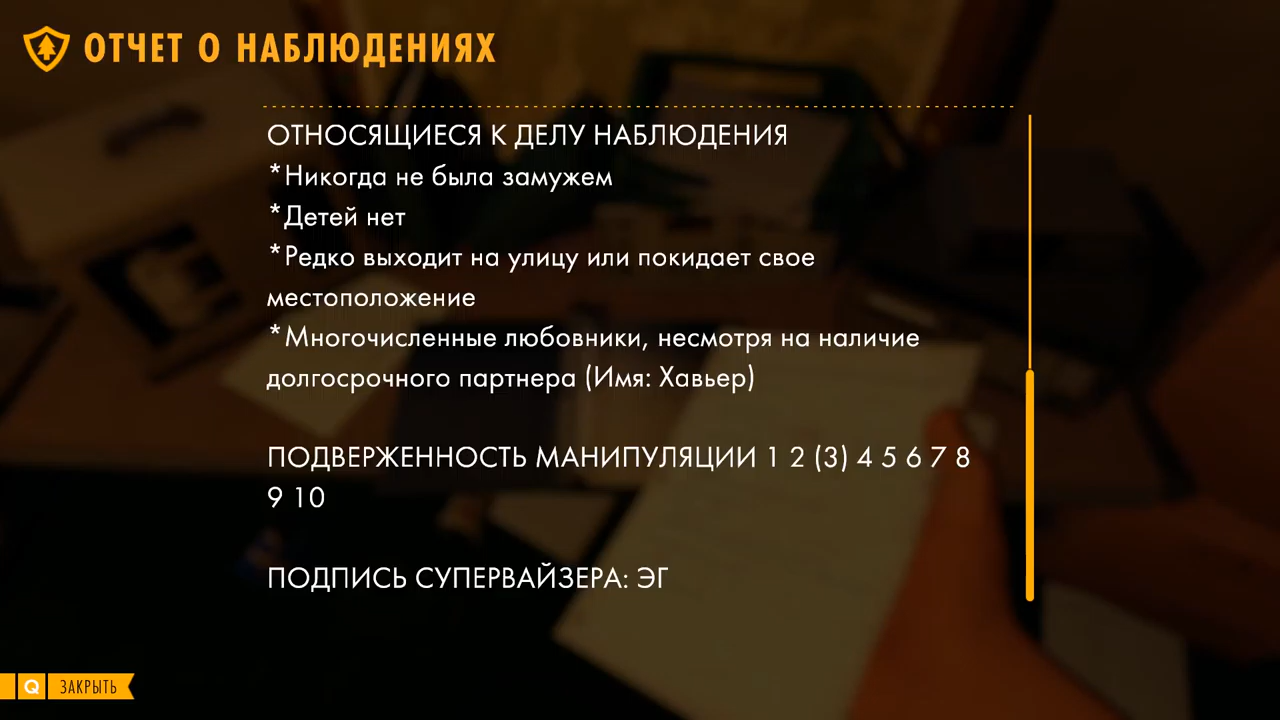 ОТЧЕТ О НАБЛЮДЕНИЯХ
ОТНОСЯЩИЕСЯ К ДЕЛУ НАБЛЮДЕНИЯ
*Никогда не была замужем
*Детей нет
*Редко выходит на улицу или покидает свое
местоположение
*Многочисленные любовники, несмотря на наличие
долгосрочного партнера (Имя: Хавьер)
ПОДВЕРЖЕННОСТЬ МАНИПУЛЯЦИИ 1 2 (3) 4 5 6 7 8
9 10
ПОДПИСЬ СУПЕРВАЙЗЕРА: ЭГ
Q ЗАКРЫТЬ